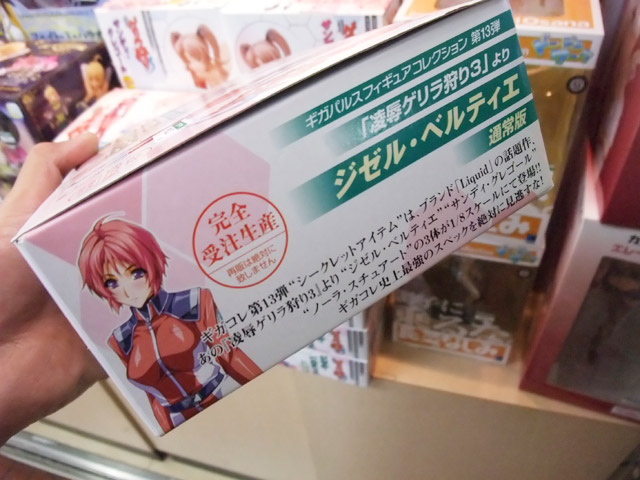 ギガパルスフィギュアコレクション 第13弾
「凌辱ゲリラ狩り3」より
ジゼル・ベルティエ
通常版
完全
受注生産
再販は絶対に
致しません
ギガコレ第13弾“シークレットアイテム”は、ブランド「Liquid」の話題作、
あの「凌辱ゲリラ狩り3」より“ジゼル・ベルティエ”“サンディ・グレゴール”
“ノーラ・スチュアート”の3体が1/8スケールにて登場!!
ギガコレ史上最強のスペックを絶対に見逃すな!